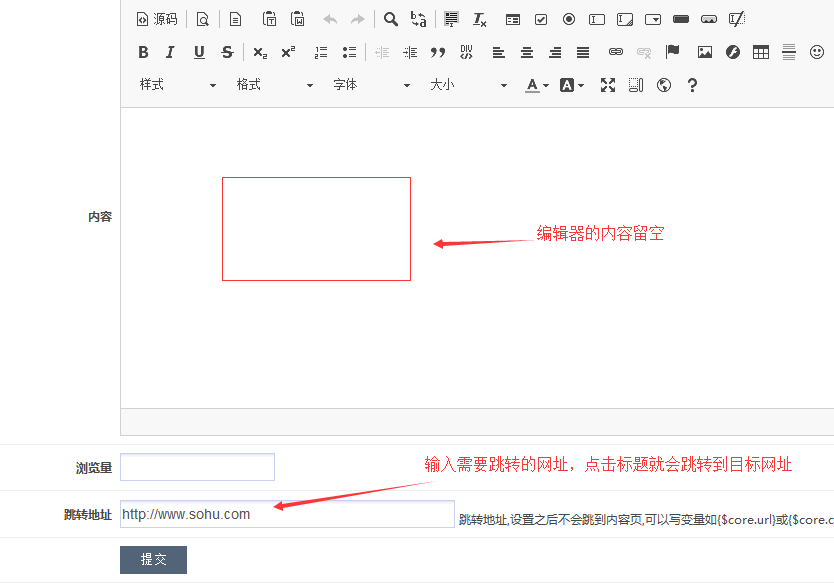 源码
样式 格式 字体 大小
内容
编辑器的内容留空
浏览量
输入需要跳转的网址，点击标题就会跳转到目标网址
跳转地址 http://www.sohu.com 跳转地址,设置之后不会跳到内容页,可以写变量如{$core.url}或{$core.c
提交